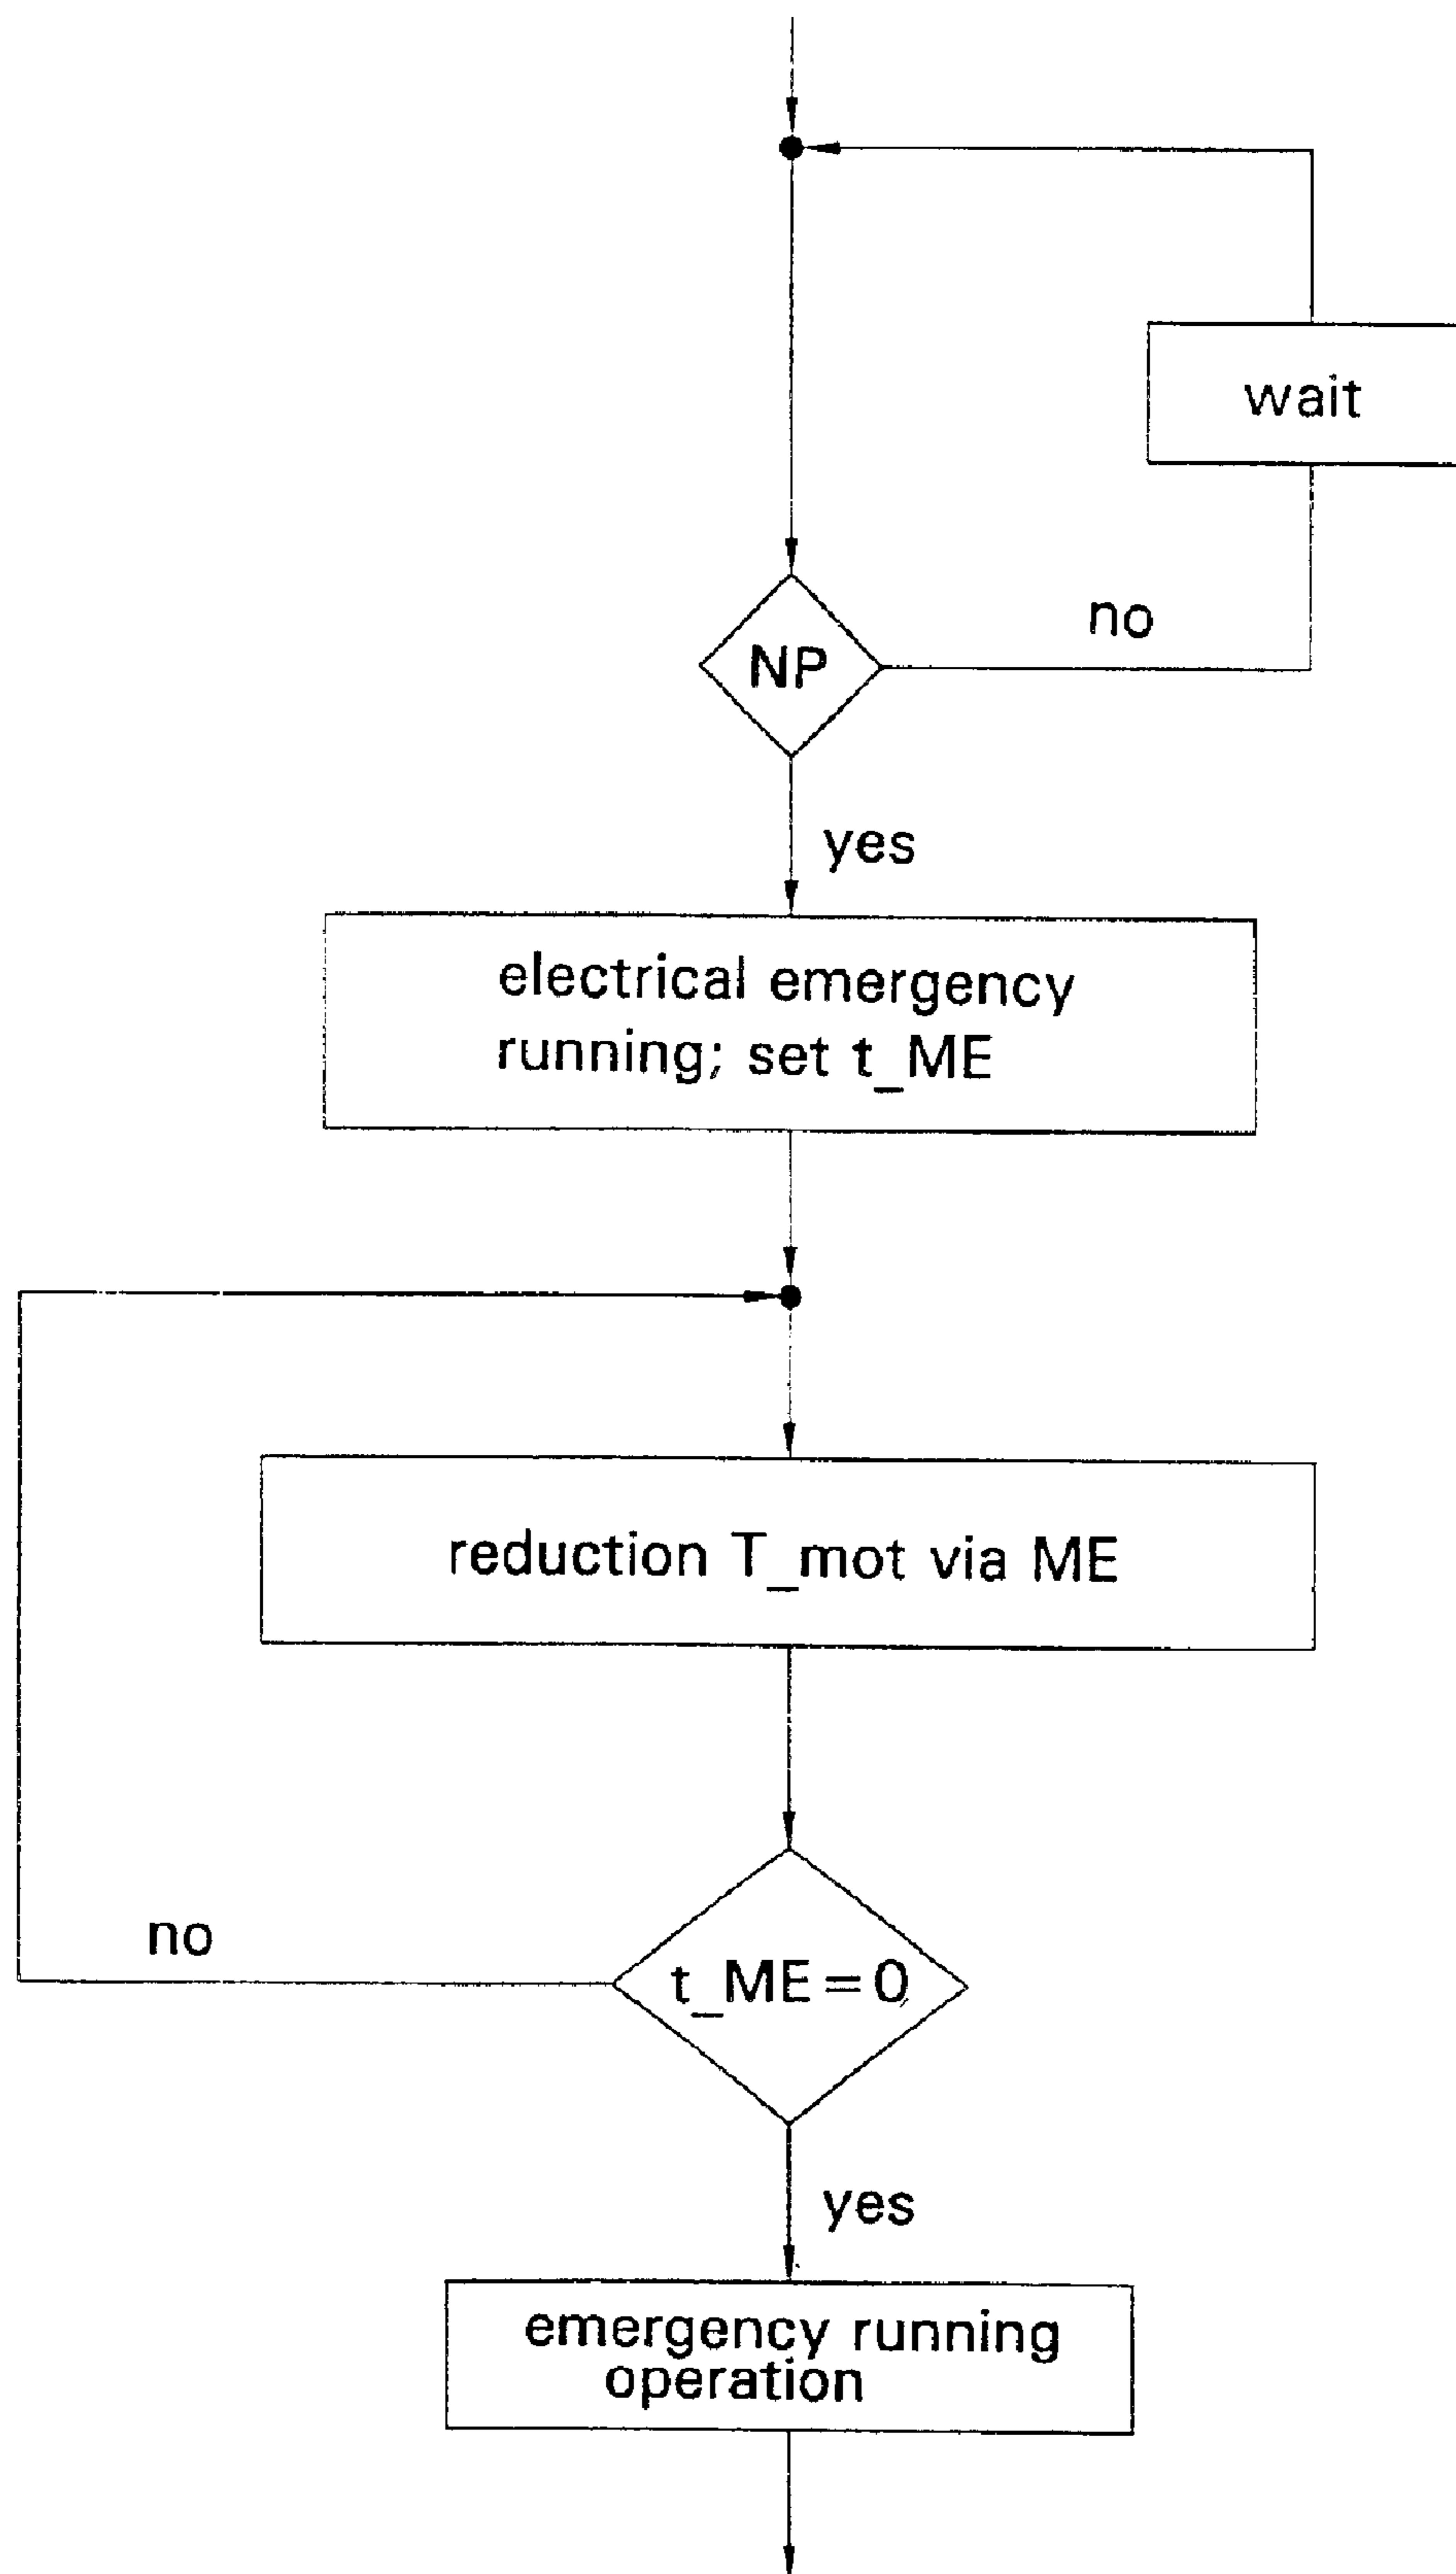 wait
no
NP
yes
electrical emergency
running; set t_ME
reduction T_mot via ME
no
t_ME = 0
yes
emergency running
operation